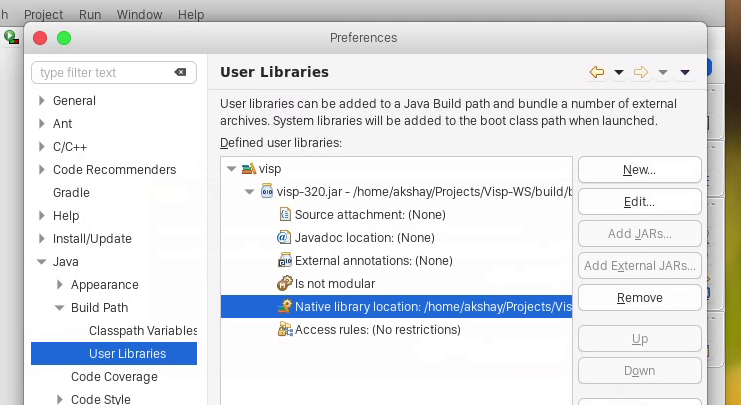 Project Run Window Help
Preferences
type filter text
General
Ant
C/C++
Code Recommenders
Gradle
Help
Install/Update
Java
Appearance
Build Path
Classpath Variables
User Libraries
Code Coverage
Code Style
User Libraries
User libraries can be added to a Java Build path and bundle a number of external
archives. System libraries will be added to the boot class path when launched.
Defined user libraries:
visp
visp-320.jar - /home/akshay/Projects/Visp-WS/build/b
Source attachment: (None)
Javadoc location: (None)
External annotations: (None)
Is not modular
Native library location: /home/akshay/Projects/Vis
Access rules: (No restrictions)
New...
Edit...
Add JARs...
Add External JARs...
Remove
Up
Down